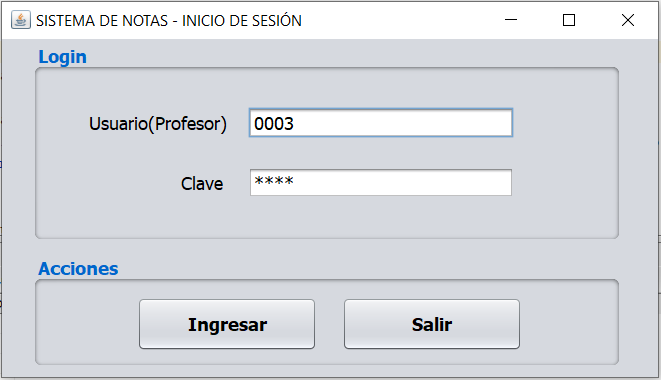 SISTEMA DE NOTAS - INICIO DE SESIÓN
Login
Usuario(Profesor) 0003
Clave ****
Acciones
Ingresar Salir